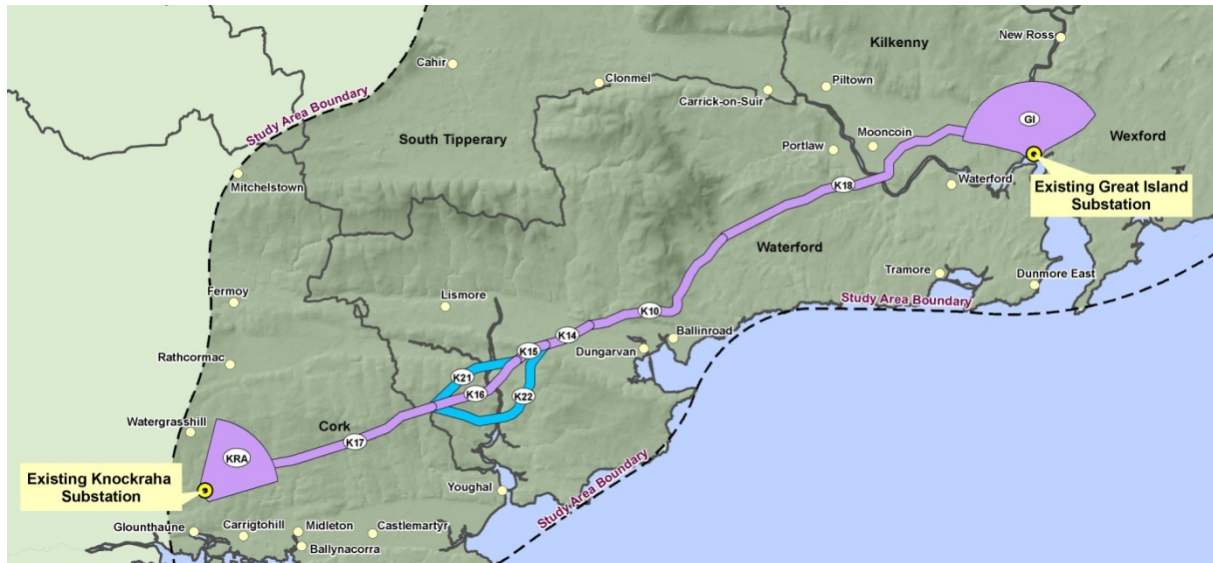 New Ross
Kilkenny
Cahir
Clonmel
Piltown
Carrick-on-Suir
Study Area Boundary
GI
South Tipperary
Mooncoin
Wexford
Portlaw
Mitchelstown
K18
Waterford
Existing Great Island
Substation
Waterford
Tramore
Dunmore East
Fermoy
Lismore
Study Area Boundary
K10
K14
Ballinroad
K15
Dungarvan
Rathcormac
K21
K16
K22
Watergrasshill
Cork
K17
KRA
Existing Knockraha
Substation
Youghal
Study Area Boundary
Glounthaune
Carrigtohill
Midleton
Castlemartyr
Ballynacorra